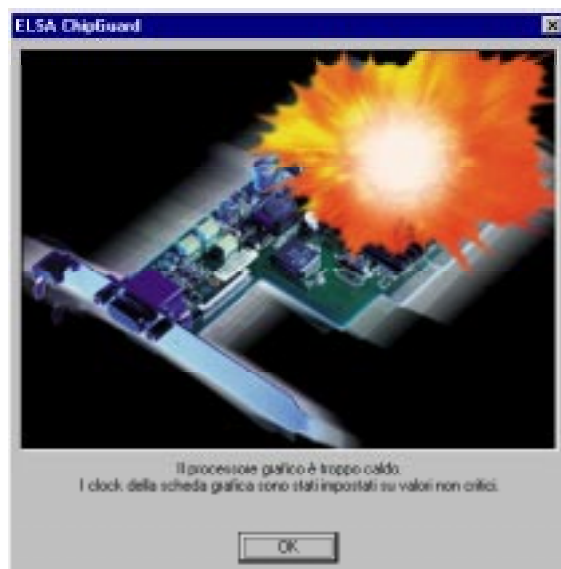 ELSA ChipGuard
Il processore grafico è troppo caldo.
I clock della scheda grafica sono stati impostati su valori non critici.
OK